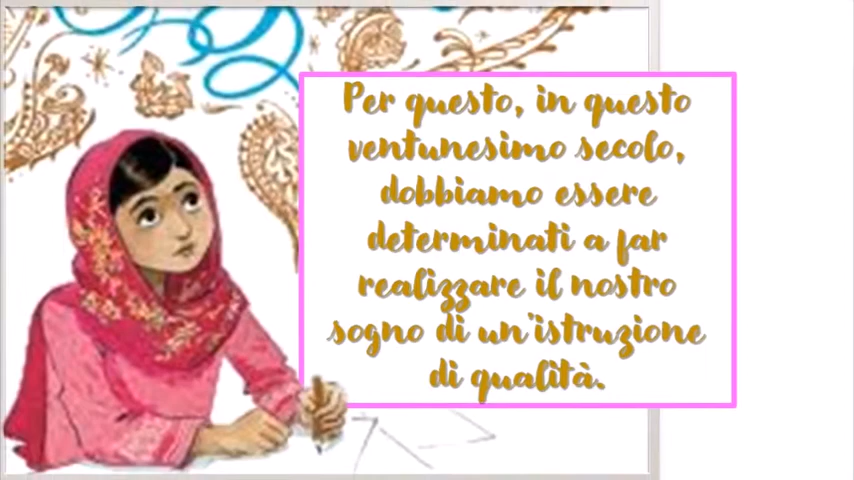 Per questo, in questo
ventunesimo secolo,
dobbiamo essere
determinati a far
realizzare il nostro
sogno di un'istruzione
di qualità.